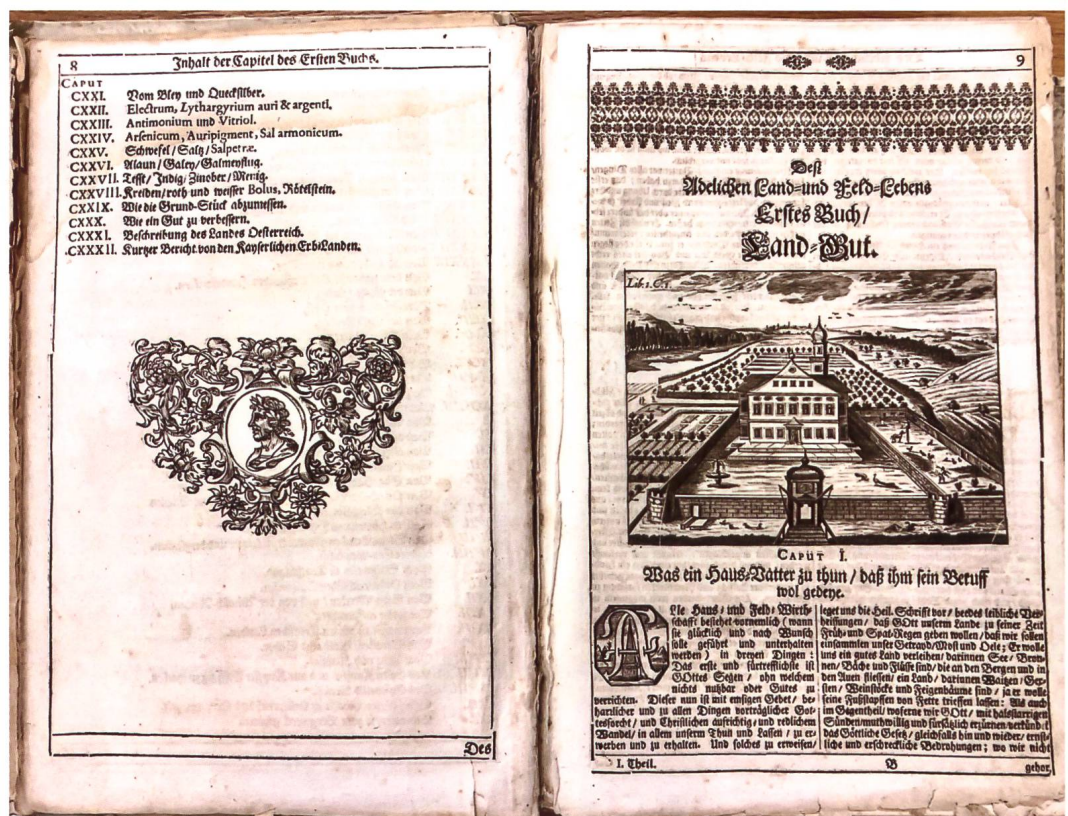 8 Inhalt der Capitel des Ersten Buchs.
CAPUT
CXXI. Vom Bley und Quecksilber.
CXXII. Electrum, Lythargyrium auri & argenti.
CXXIII. Antimonium und Vitriol.
CXXIV. Arsenicum, Auripigment, Sal armonicum.
CXXV. Schwefel / Saltz / Salpetræ.
CXXVI. Alaun / Galey / Galmeyflug.
CXXVII. Tesst / Indig / Zinober / Menig.
CXXVIII. Kreiden / roth und weisser Bolus, Rötelstein.
CXXIX. Wie die Grund-Stück abzumessen.
CXXX. Wie ein Gut zu verbessern.
CXXXI. Beschreibung des Landes Oesterreich.
CXXXII. Kurtzer Bericht von den Kayserlichen Erb-Landen.
Des
9
Deß
Adelichen Land- und Feld-Lebens
Erstes Buch /
Land-Gut.
Lib. 1. C. 1.
CAPUT I.
Was ein Haus-Vatter zu thun / daß ihm sein Beruff
wol gedeye.
Alle Haus- und Feld-Wirth-
schafft bestehet vornemlich (wann
sie glücklich und nach Wunsch
solle geführt und unterhalten
werden) in dreyen Dingen:
Das erste und fürtrefflichste ist
GOttes Segen / ohn welchem
nichts nutzbar oder Gutes zu
verrichten. Dieser nun ist mit emsigen Gebet / be-
harrlicher und zu allen Dingen vorträglicher Got-
tesforcht / und Christlichen aufrichtig- und redlichem
Wandel / in allem unserm Thun und Lassen / zu er-
werben und zu erhalten. Und solches zu erweisen /
leget uns die Heil. Schrifft vor / beedes leibliche Ver-
heissungen / daß GOtt unserm Lande zu seiner Zeit
Früh- und Spat-Regen geben wollen / daß wir sollen
einsammlen unser Getraid / Most und Oele; Er wolle
uns ein gutes Land verleihen / darinnen See / Bron-
nen / Bäche und Flüsse sind / die an den Bergen und in
den Auen fliessen / ein Land / darinnen Waitzen / Ger-
sten / Weinstöcke und Feigenbäume sind / ja er wolle
seine Fußstapffen von Fette trieffen lassen: Als auch
im Gegentheil / woferne wir GOtt / mit halsstarrigen
Sünden muthwillig und fürsätzlich erzürnen verkündt
das Göttliche Gesetz / gleichfalls hin und wieder / ernst-
liche und erschreckliche Bedrohungen; wo wir nicht
I. Theil. B gehor,